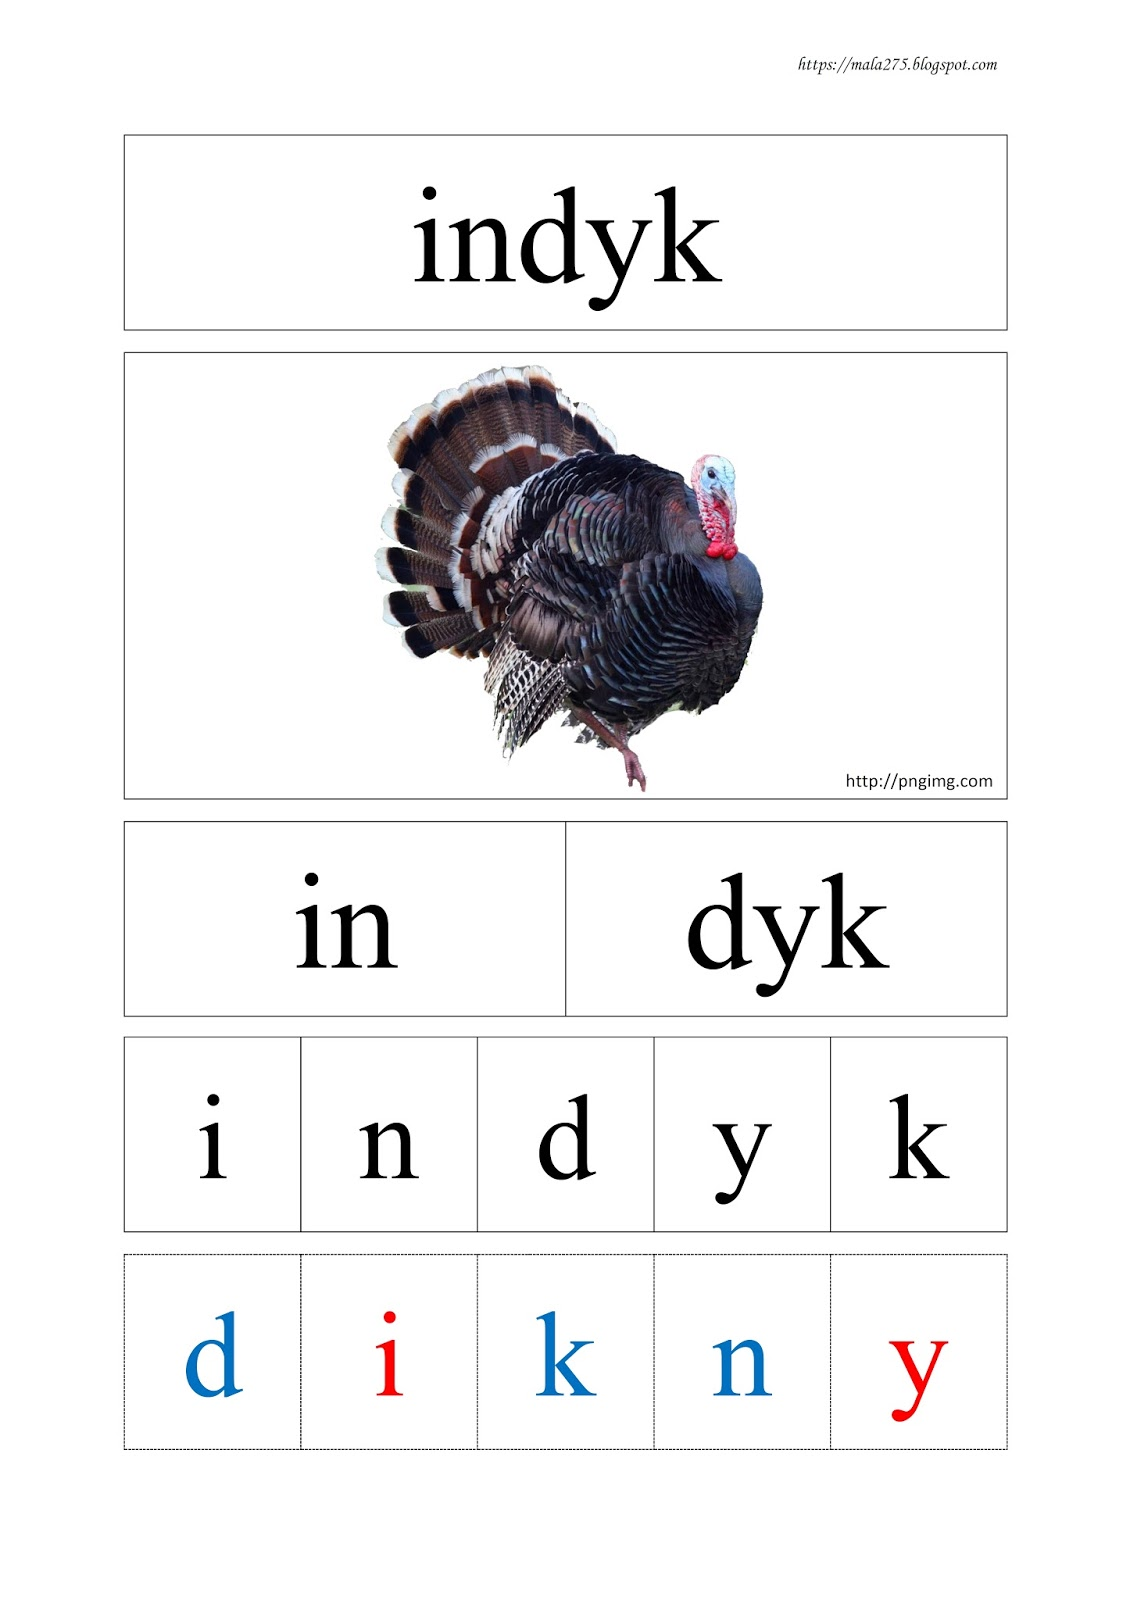 https://mala275.blogspot.com
indyk
http://pngimg.com
in dyk
i n d y k
d i k n y